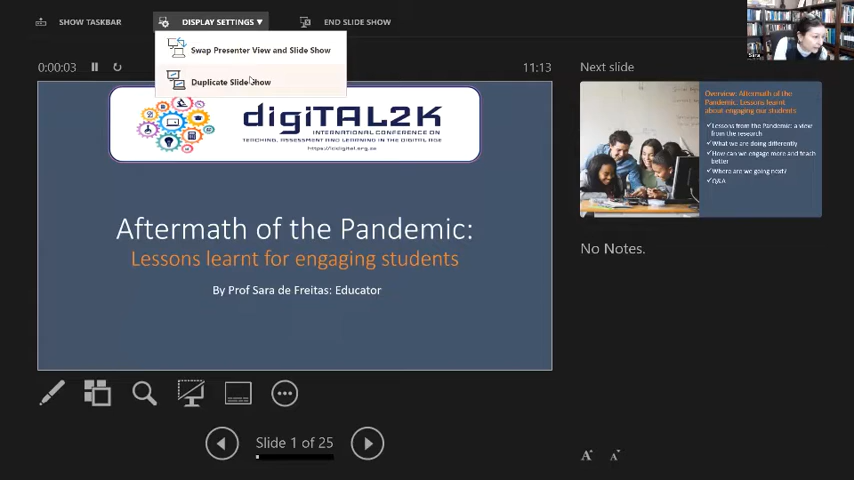 SHOW TASKBAR
DISPLAY SETTINGS ▼
END SLIDE SHOW
Swap Presenter View and Slide Show
Duplicate Slide Show
0:00:03
11:13
Next slide
Sara
digiTAL2K
INTERNATIONAL CONFERENCE ON
TEACHING, ASSESSMENT AND LEARNING IN THE DIGITAL AGE
Aftermath of the Pandemic:
Lessons learnt for engaging students
By Prof Sara de Freitas: Educator
Overview: Aftermath of the
Pandemic: Lessons learnt
about engaging our students
✓Lessons from the Pandemic: a view
from the research
✓What we are doing differently
✓How can we engage more and teach
better
✓Where are we going next?
✓Q&A
No Notes.
Slide 1 of 25
A
A